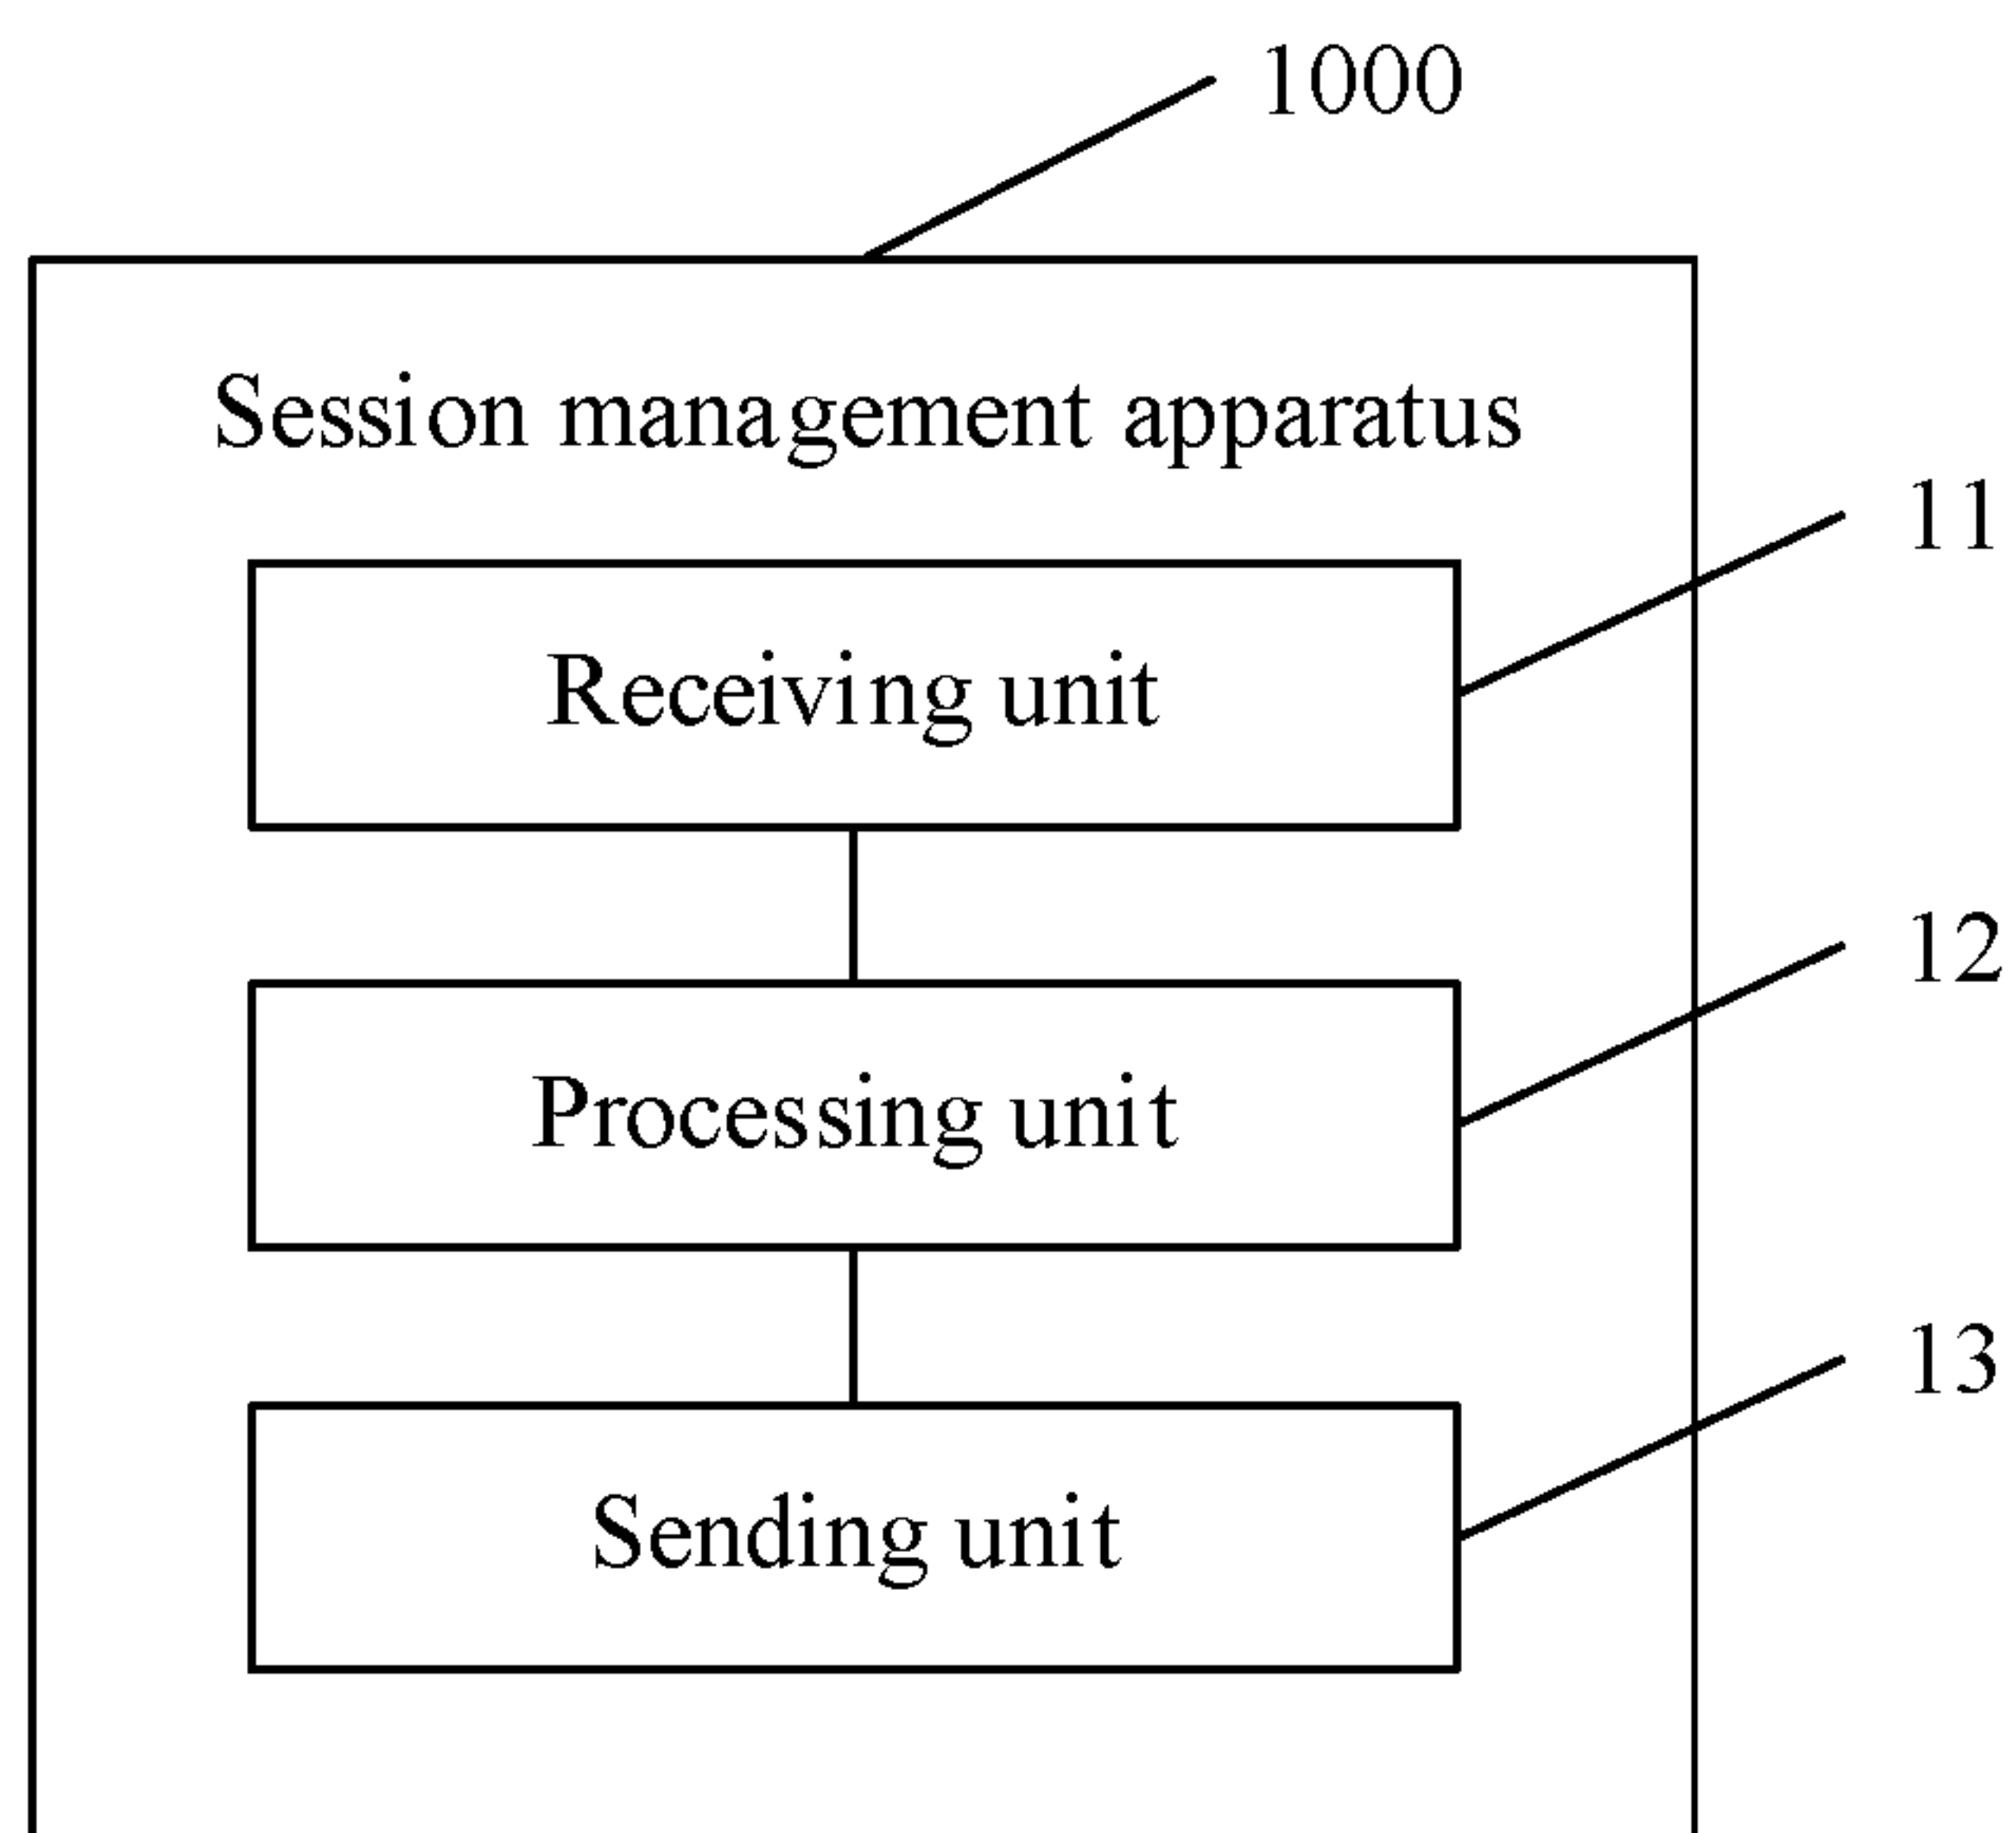 1000
Session management apparatus
11
Receiving unit
12
Processing unit
13
Sending unit